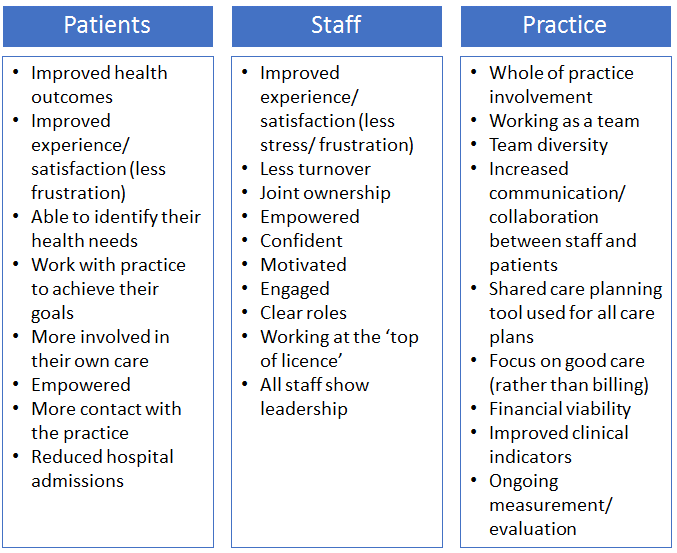 Patients
• Improved health
outcomes
• Improved
experience/
satisfaction (less
frustration)
• Able to identify their
health needs
• Work with practice
to achieve their
goals
• More involved in
their own care
• Empowered
• More contact with
the practice
• Reduced hospital
admissions
Staff
• Improved
experience/
satisfaction (less
stress/ frustration)
• Less turnover
• Joint ownership
• Empowered
• Confident
• Motivated
• Engaged
• Clear roles
• Working at the ‘top
of licence’
• All staff show
leadership
Practice
• Whole of practice
involvement
• Working as a team
• Team diversity
• Increased
communication/
collaboration
between staff and
patients
• Shared care planning
tool used for all care
plans
• Focus on good care
(rather than billing)
• Financial viability
• Improved clinical
indicators
• Ongoing
measurement/
evaluation